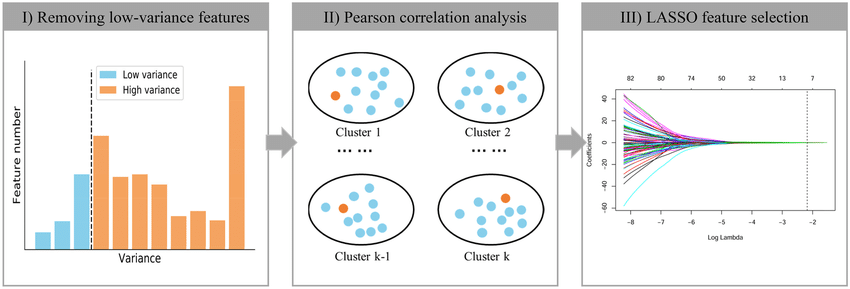 I) Removing low-variance features
II) Pearson correlation analysis
III) LASSO feature selection
Feature number
Low variance
High variance
Variance
Cluster 1
Cluster 2
... ...
... ...
Cluster k-1
Cluster k
82 80 74 50 32 13 7
Coefficients
40
20
0
−20
−40
−60
−8 −7 −6 −5 −4 −3 −2
Log Lambda